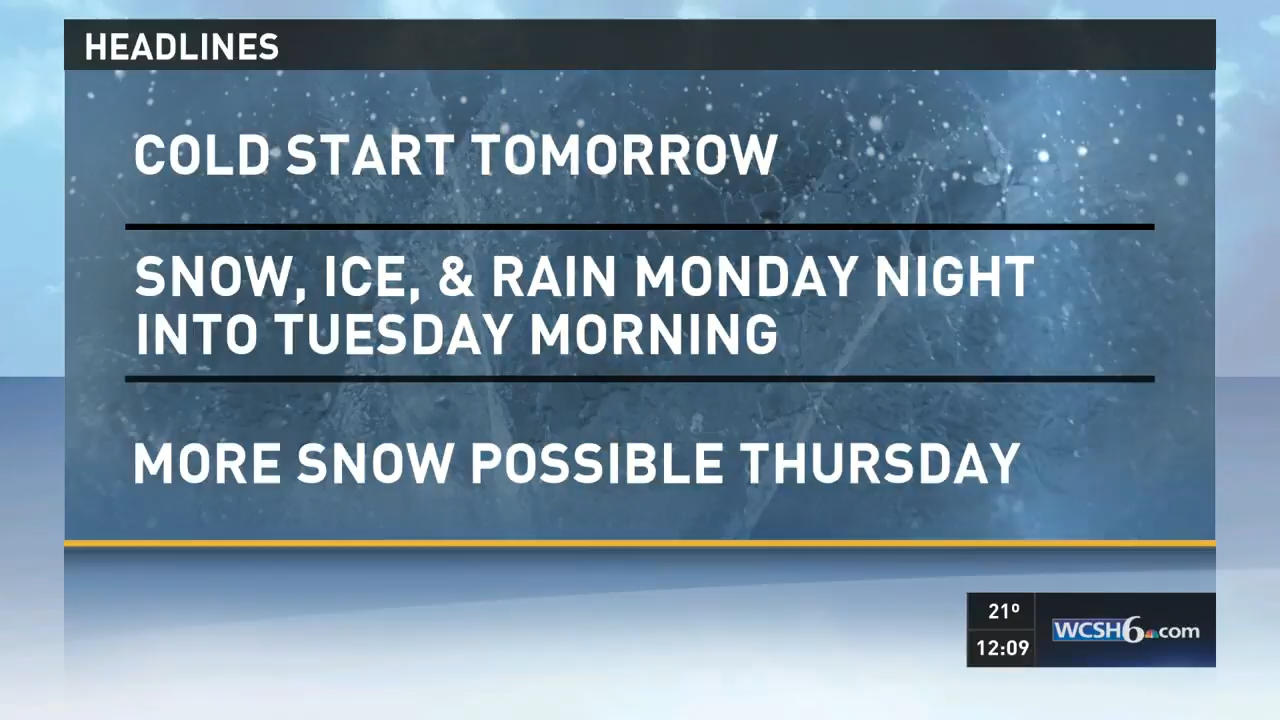 HEADLINES
COLD START TOMORROW
SNOW, ICE, & RAIN MONDAY NIGHT
INTO TUESDAY MORNING
MORE SNOW POSSIBLE THURSDAY
21º
12:09
WCSH6.com